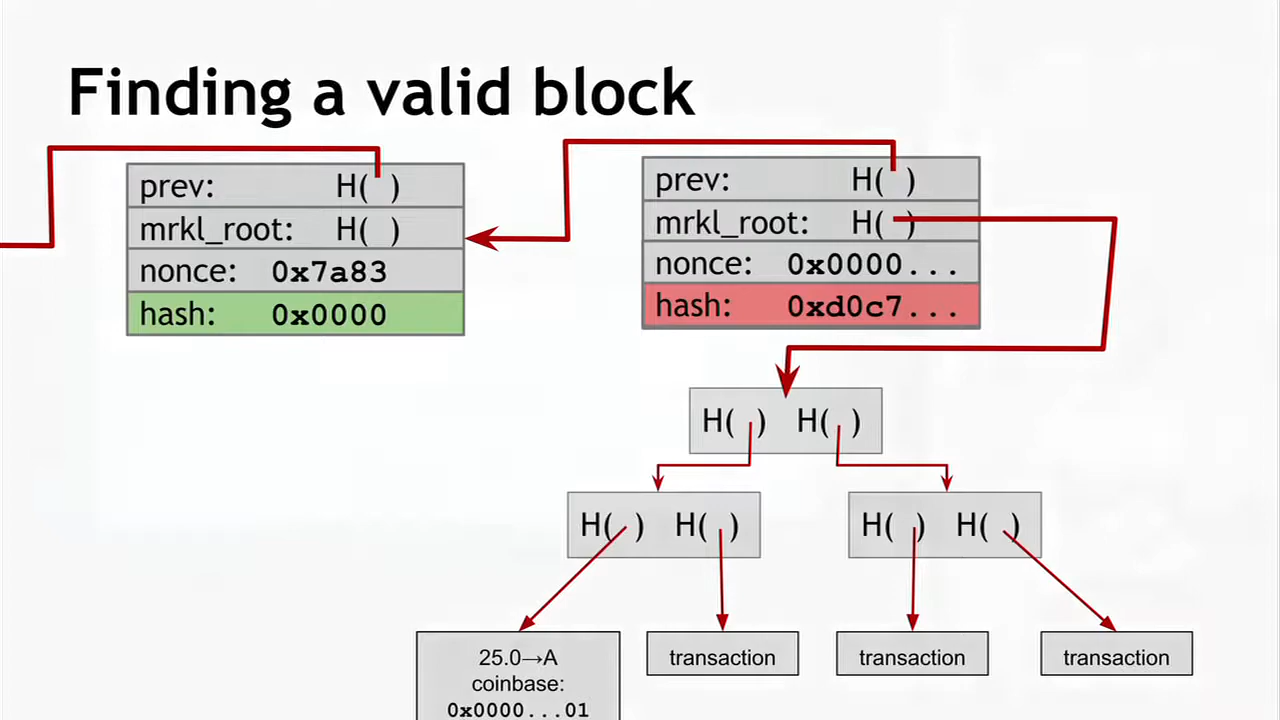 Finding a valid block
prev: H( )
mrkl_root: H( )
nonce: 0x7a83
hash: 0x0000
prev: H( )
mrkl_root: H( )
nonce: 0x0000...
hash: 0xd0c7...
H( ) H( )
H( ) H( )
H( ) H( )
25.0→A
coinbase:
0x0000...01
transaction
transaction
transaction